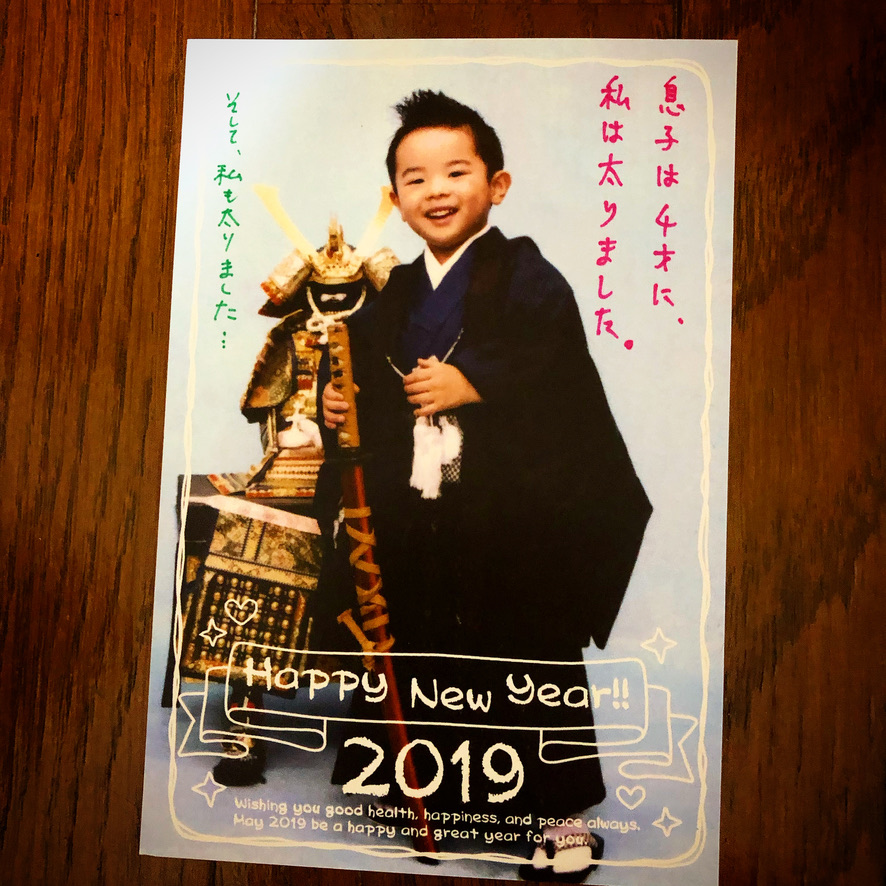 息子は4才に、
私は太りました。
そして、私も太りました…
Happy New Year!!
2019
Wishing you good health, happiness, and peace always.
May 2019 be a happy and great year for you.